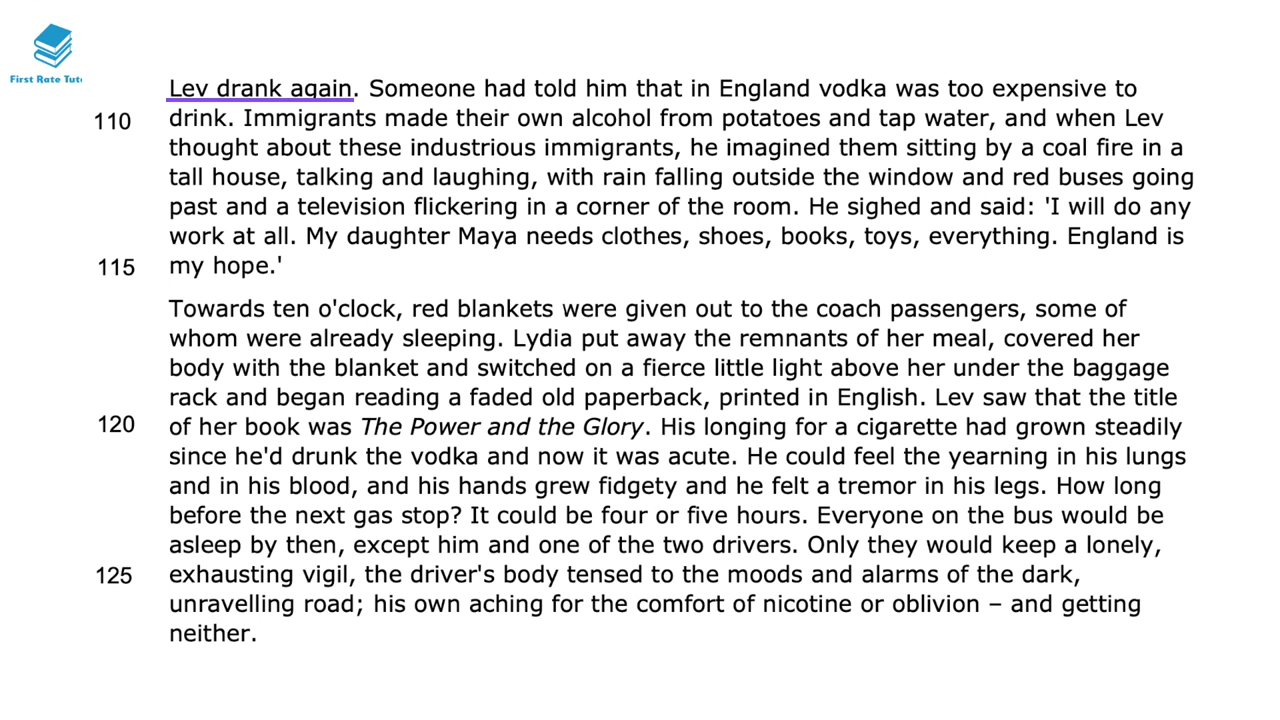 First Rate Tut
Lev drank again. Someone had told him that in England vodka was too expensive to
110 drink. Immigrants made their own alcohol from potatoes and tap water, and when Lev
thought about these industrious immigrants, he imagined them sitting by a coal fire in a
tall house, talking and laughing, with rain falling outside the window and red buses going
past and a television flickering in a corner of the room. He sighed and said: 'I will do any
work at all. My daughter Maya needs clothes, shoes, books, toys, everything. England is
115 my hope.'
Towards ten o'clock, red blankets were given out to the coach passengers, some of
whom were already sleeping. Lydia put away the remnants of her meal, covered her
body with the blanket and switched on a fierce little light above her under the baggage
rack and began reading a faded old paperback, printed in English. Lev saw that the title
120 of her book was The Power and the Glory. His longing for a cigarette had grown steadily
since he'd drunk the vodka and now it was acute. He could feel the yearning in his lungs
and in his blood, and his hands grew fidgety and he felt a tremor in his legs. How long
before the next gas stop? It could be four or five hours. Everyone on the bus would be
asleep by then, except him and one of the two drivers. Only they would keep a lonely,
125 exhausting vigil, the driver's body tensed to the moods and alarms of the dark,
unravelling road; his own aching for the comfort of nicotine or oblivion – and getting
neither.